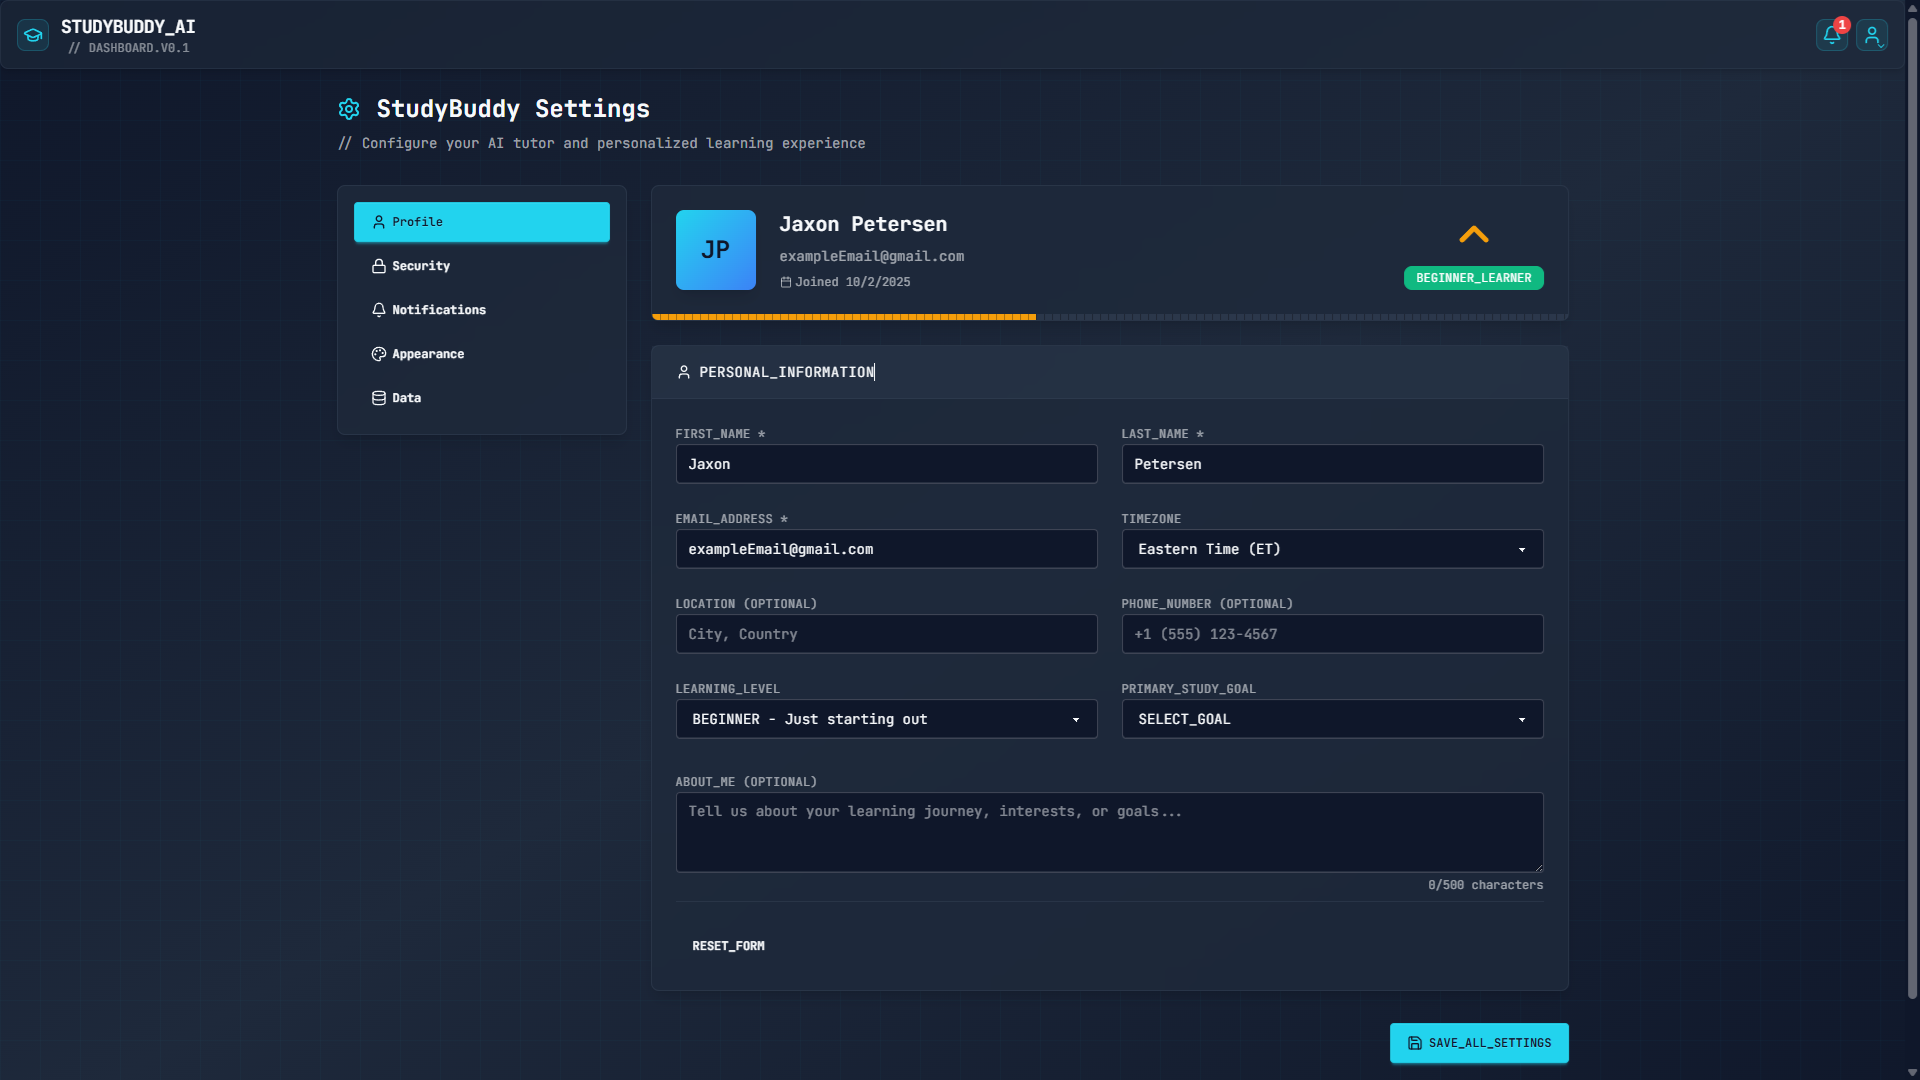 STUDYBUDDY_AI
// DASHBOARD.V0.1
1
StudyBuddy Settings
// Configure your AI tutor and personalized learning experience
Profile
Security
Notifications
Appearance
Data
JP
Jaxon Petersen
exampleEmail@gmail.com
Joined 10/2/2025
BEGINNER_LEARNER
PERSONAL_INFORMATION
FIRST_NAME *
LAST_NAME *
Jaxon
Petersen
EMAIL_ADDRESS *
TIMEZONE
exampleEmail@gmail.com
Eastern Time (ET)
LOCATION (OPTIONAL)
PHONE_NUMBER (OPTIONAL)
City, Country
+1 (555) 123-4567
LEARNING_LEVEL
PRIMARY_STUDY_GOAL
BEGINNER - Just starting out
SELECT_GOAL
ABOUT_ME (OPTIONAL)
Tell us about your learning journey, interests, or goals...
0/500 characters
RESET_FORM
SAVE_ALL_SETTINGS